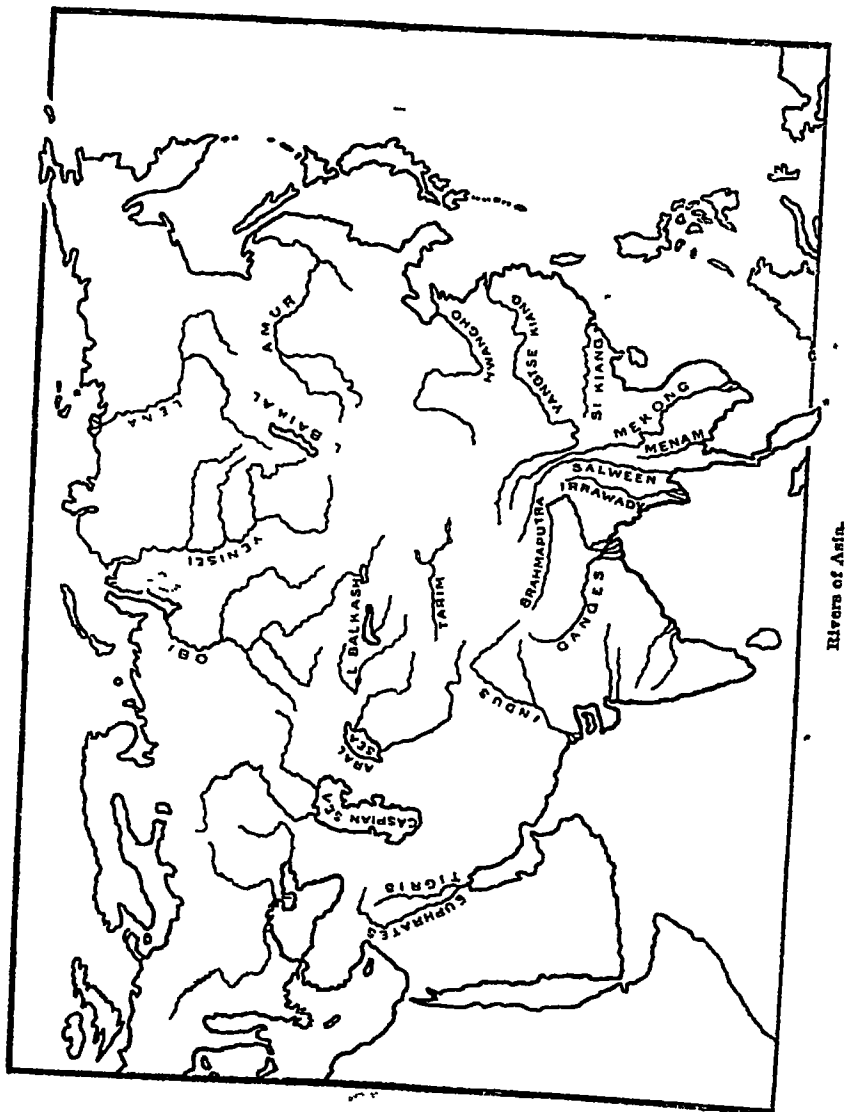 OBI
YENISEI
LENA
BAIKAL
AMUR
L BALKASH
ARAL
SEA
CASPIAN SEA
TARIM
HWANGHO
YANGTSE KIANG
SI KIANG
MEKONG
MENAM
SALWEEN
IRRAWADY
BRAHMAPUTRA
GANGES
INDUS
TIGRIS
EUPHRATES
Rivers of Asia.